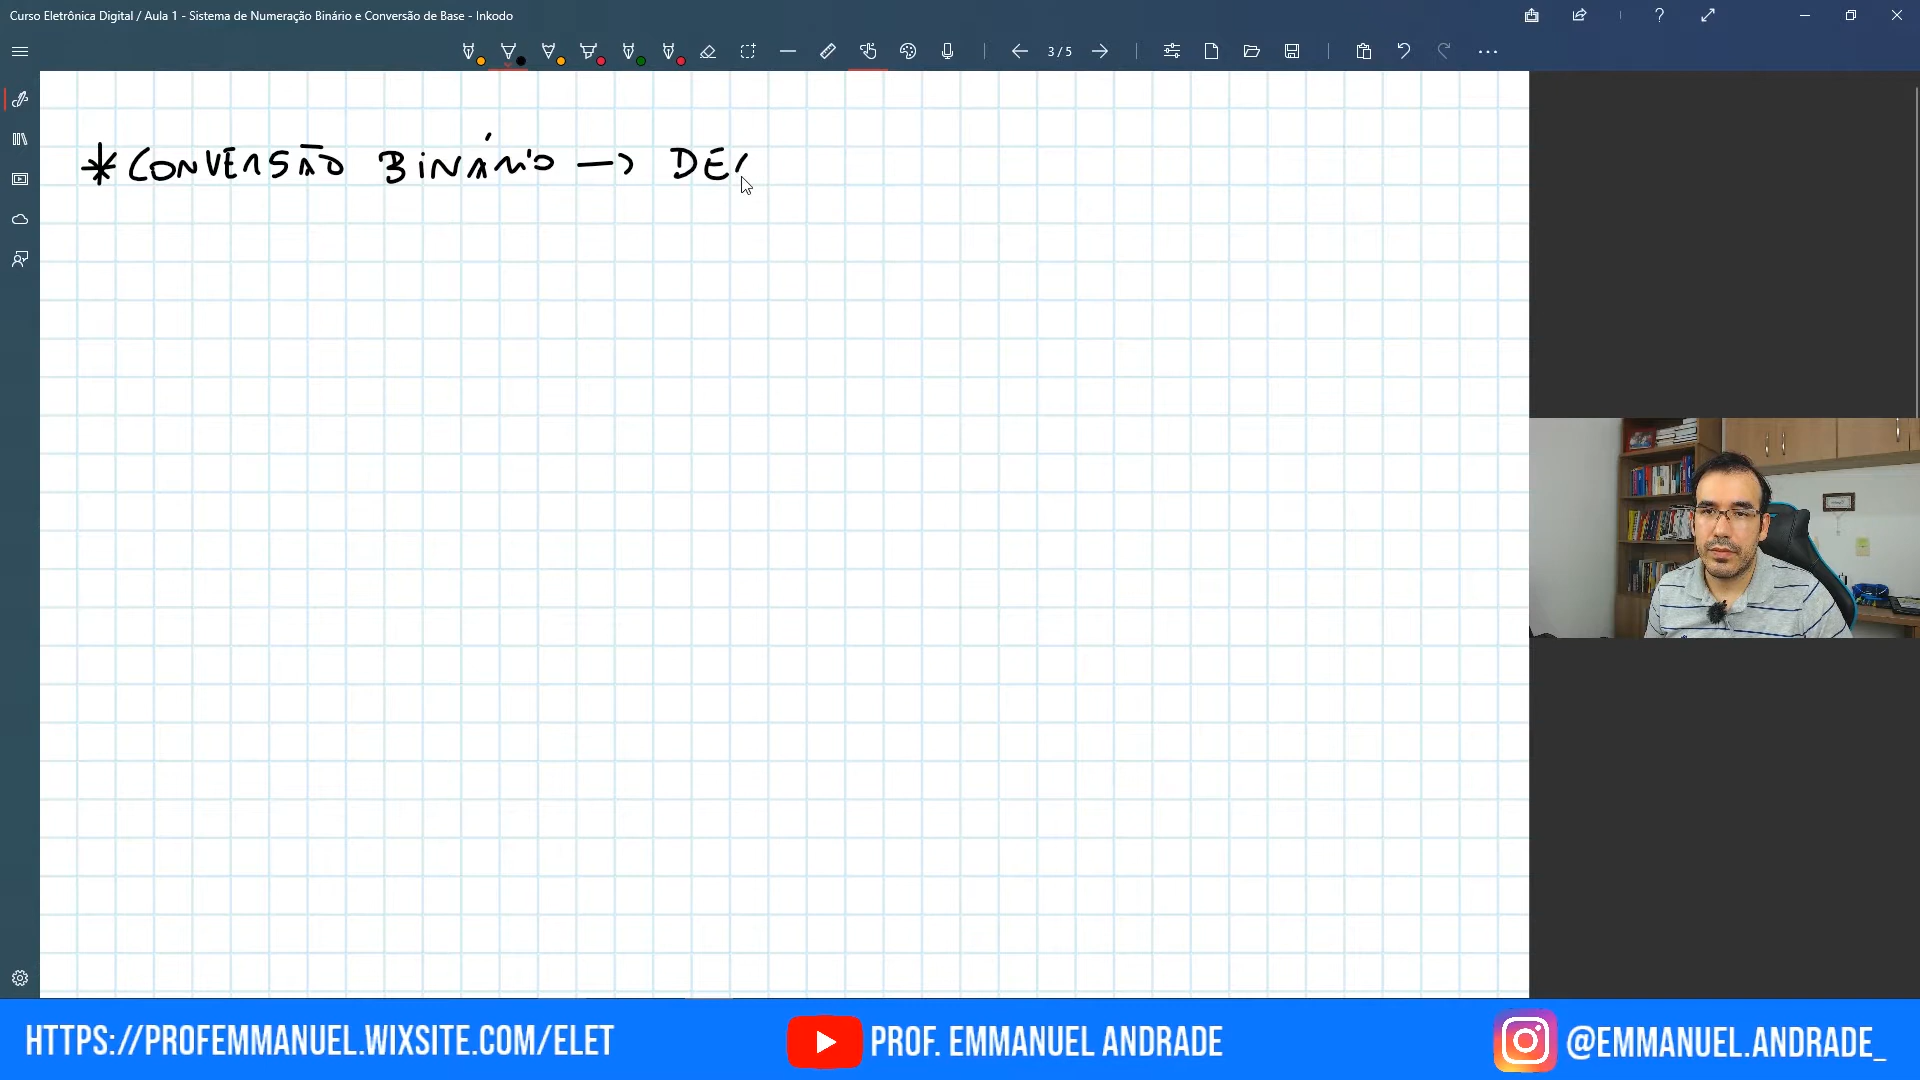 Curso Eletrônica Digital / Aula 1 - Sistema de Numeração Binário e Conversão de Base - Inkodo
3 / 5
* CONVERSÃO BINÁRIO → DEC
HTTPS://PROFEMMANUEL.WIXSITE.COM/ELET
PROF. EMMANUEL ANDRADE
@EMMANUEL.ANDRADE_